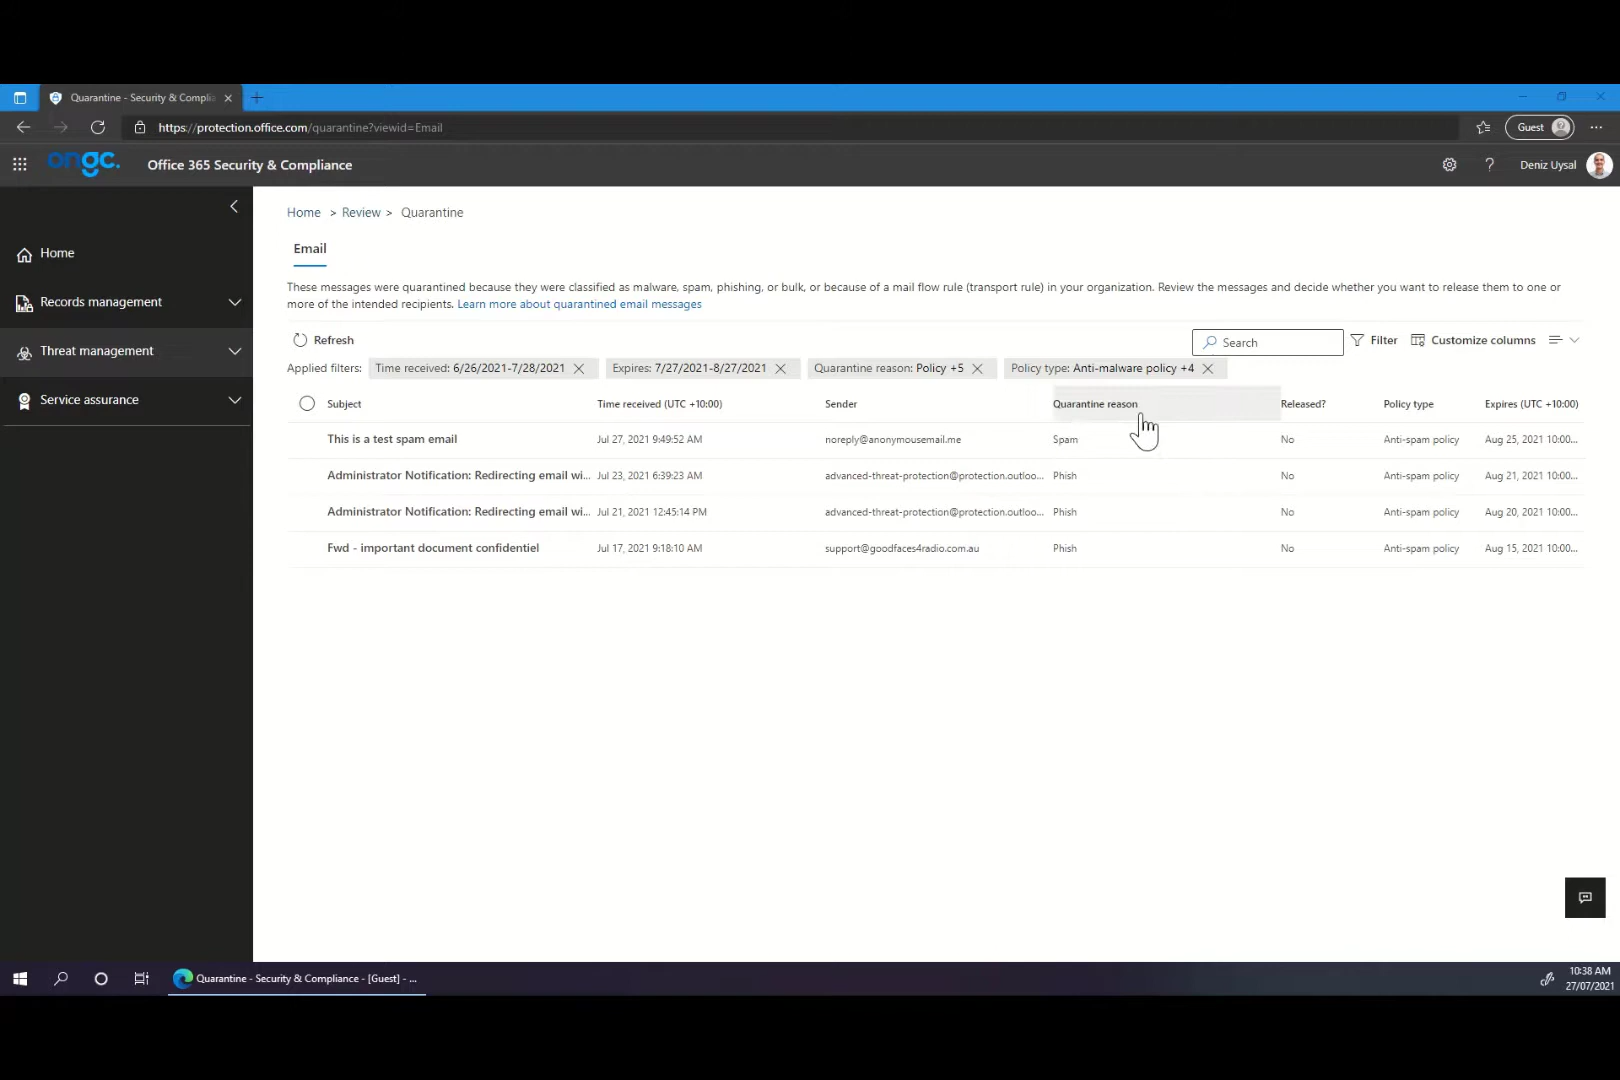 Quarantine - Security & Complia
https://protection.office.com/quarantine?viewid=Email
Guest
ongc.
Office 365 Security & Compliance
Deniz Uysal
Home
Records management
Threat management
Service assurance
Home > Review > Quarantine
Email
These messages were quarantined because they were classified as malware, spam, phishing, or bulk, or because of a mail flow rule (transport rule) in your organization. Review the messages and decide whether you want to release them to one or
more of the intended recipients. Learn more about quarantined email messages
Refresh
Search
Filter
Customize columns
Applied filters: Time received: 6/26/2021-7/28/2021 Expires: 7/27/2021-8/27/2021 Quarantine reason: Policy +5 Policy type: Anti-malware policy +4
Subject Time received (UTC +10:00) Sender Quarantine reason Released? Policy type Expires (UTC +10:00)
This is a test spam email Jul 27, 2021 9:49:52 AM noreply@anonymousemail.me Spam No Anti-spam policy Aug 25, 2021 10:00...
Administrator Notification: Redirecting email wi... Jul 23, 2021 6:39:23 AM advanced-threat-protection@protection.outloo... Phish No Anti-spam policy Aug 21, 2021 10:00...
Administrator Notification: Redirecting email wi... Jul 21, 2021 12:45:14 PM advanced-threat-protection@protection.outloo... Phish No Anti-spam policy Aug 20, 2021 10:00...
Fwd - important document confidentiel Jul 17, 2021 9:18:10 AM support@goodfaces4radio.com.au Phish No Anti-spam policy Aug 15, 2021 10:00...
Quarantine - Security & Compliance - [Guest] - ...
10:38 AM
27/07/2021